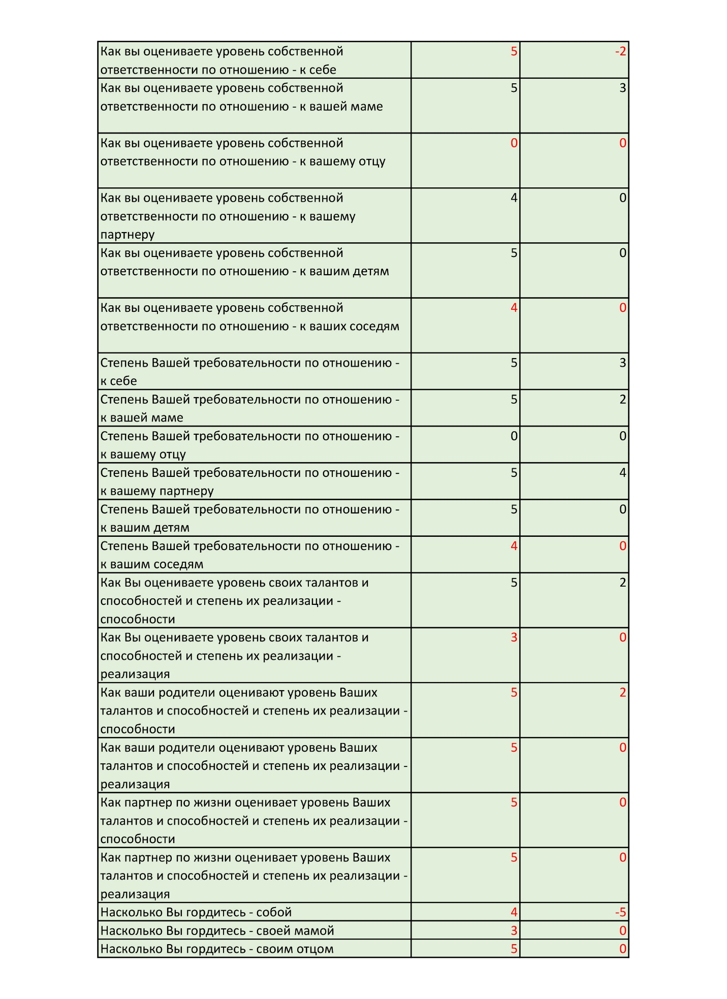 Как вы оцениваете уровень собственной 5 -2
ответственности по отношению - к себе
Как вы оцениваете уровень собственной 5 3
ответственности по отношению - к вашей маме
Как вы оцениваете уровень собственной 0 0
ответственности по отношению - к вашему отцу
Как вы оцениваете уровень собственной 4 0
ответственности по отношению - к вашему
партнеру
Как вы оцениваете уровень собственной 5 0
ответственности по отношению - к вашим детям
Как вы оцениваете уровень собственной 4 0
ответственности по отношению - к ваших соседям
Степень Вашей требовательности по отношению - 5 3
к себе
Степень Вашей требовательности по отношению - 5 2
к вашей маме
Степень Вашей требовательности по отношению - 0 0
к вашему отцу
Степень Вашей требовательности по отношению - 5 4
к вашему партнеру
Степень Вашей требовательности по отношению - 5 0
к вашим детям
Степень Вашей требовательности по отношению - 4 0
к вашим соседям
Как Вы оцениваете уровень своих талантов и 5 2
способностей и степень их реализации -
способности
Как Вы оцениваете уровень своих талантов и 3 0
способностей и степень их реализации -
реализация
Как ваши родители оценивают уровень Ваших 5 2
талантов и способностей и степень их реализации -
способности
Как ваши родители оценивают уровень Ваших 5 0
талантов и способностей и степень их реализации -
реализация
Как партнер по жизни оценивает уровень Ваших 5 0
талантов и способностей и степень их реализации -
способности
Как партнер по жизни оценивает уровень Ваших 5 0
талантов и способностей и степень их реализации -
реализация
Насколько Вы гордитесь - собой 4 -5
Насколько Вы гордитесь - своей мамой 3 0
Насколько Вы гордитесь - своим отцом 5 0